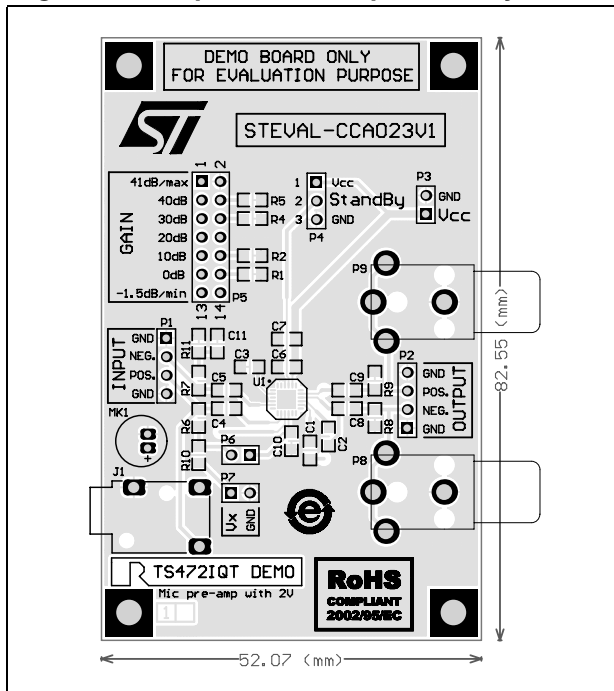 DEMO BOARD ONLY
FOR EVALUATION PURPOSE
ST
STEVAL-CCA023V1
1 2
41dB/max
40dB
30dB
20dB
10dB
0dB
-1.5dB/min
GAIN
13 14
P5
R5
R4
R2
R1
1 Vcc
2 StandBy
3 GND
P4
P3
GND
Vcc
P9
82.55 (mm)
P1
GND
NEG.
POS.
GND
INPUT
R11
C11
C7
C3
C6
U1*
R7
C5
C4
C9
C8
R9
R8
P2
GND
POS.
NEG.
GND
OUTPUT
MK1
+
R6
R10
P6
C10
C1
C2
J1
P7
Vx
GND
P8
e
TS472IQT DEMO
Mic pre-amp with 2V
1
RoHS
COMPLIANT
2002/95/EC
52.07 (mm)